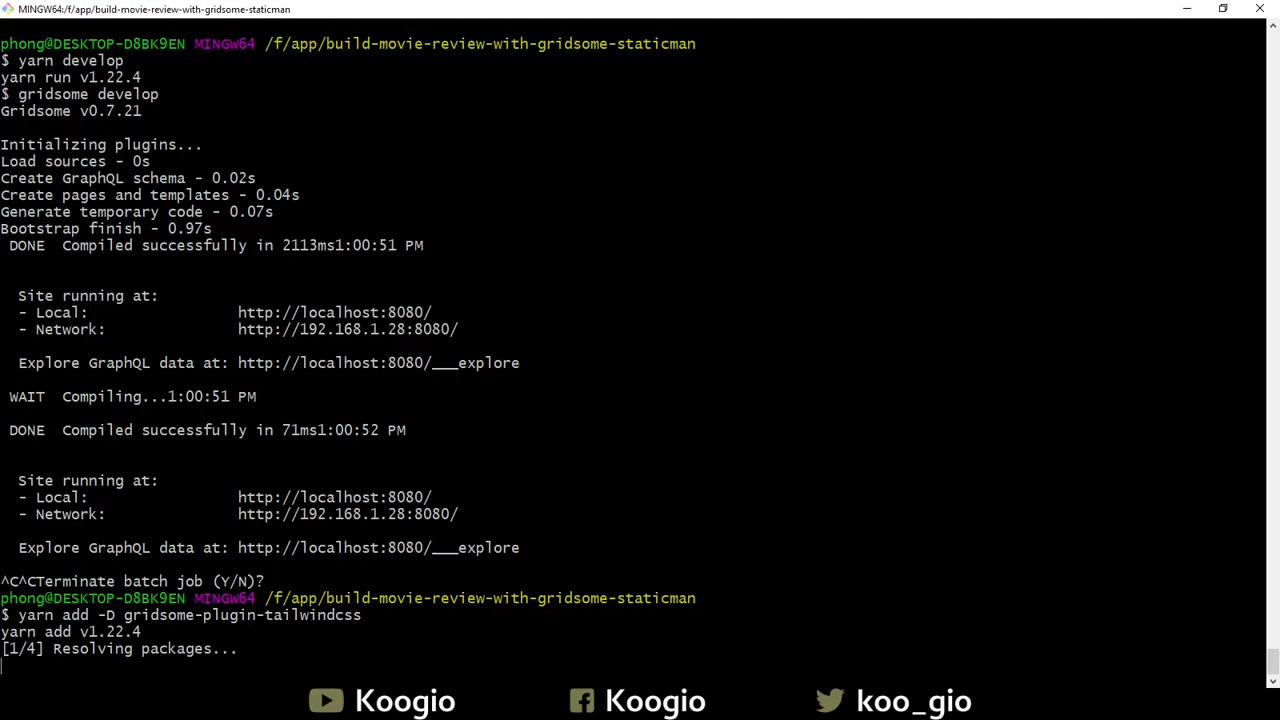 MINGW64:/f/app/build-movie-review-with-gridsome-staticman
phong@DESKTOP-D8BK9EN MINGW64 /f/app/build-movie-review-with-gridsome-staticman
$ yarn develop
yarn run v1.22.4
$ gridsome develop
Gridsome v0.7.21
Initializing plugins...
Load sources - 0s
Create GraphQL schema - 0.02s
Create pages and templates - 0.04s
Generate temporary code - 0.07s
Bootstrap finish - 0.97s
DONE  Compiled successfully in 2113ms1:00:51 PM
Site running at:
- Local:                 http://localhost:8080/
- Network:               http://192.168.1.28:8080/
Explore GraphQL data at: http://localhost:8080/___explore
WAIT  Compiling...1:00:51 PM
DONE  Compiled successfully in 71ms1:00:52 PM
Site running at:
- Local:                 http://localhost:8080/
- Network:               http://192.168.1.28:8080/
Explore GraphQL data at: http://localhost:8080/___explore
^C^CTerminate batch job (Y/N)?
phong@DESKTOP-D8BK9EN MINGW64 /f/app/build-movie-review-with-gridsome-staticman
$ yarn add -D gridsome-plugin-tailwindcss
yarn add v1.22.4
[1/4] Resolving packages...
Koogio Koogio koo_gio